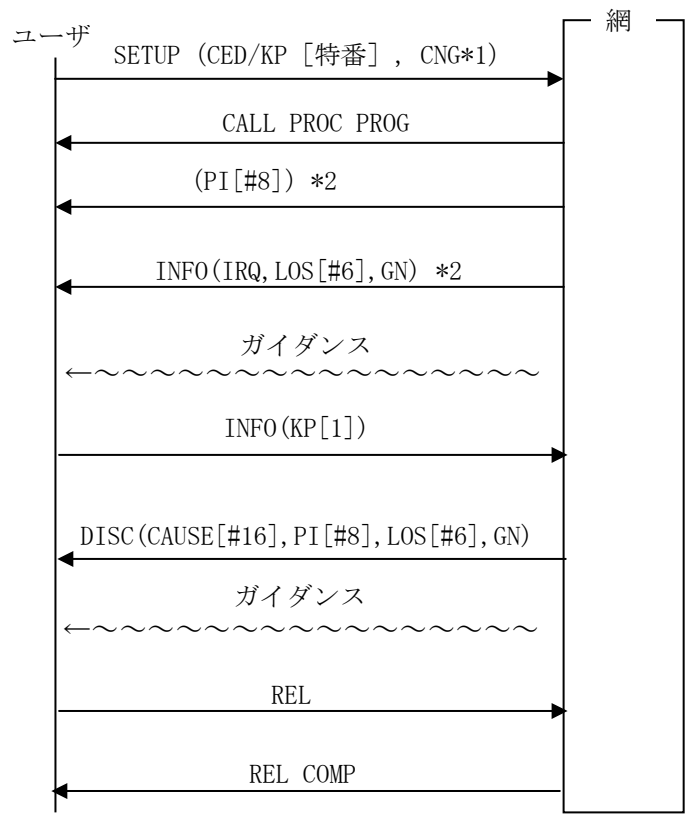 ユーザ
網
SETUP (CED/KP [特番] , CNG*1)
CALL PROC PROG
(PI[#8]) *2
INFO(IRQ,LOS[#6],GN) *2
ガイダンス
←～～～～～～～～～～～～～～～～
INFO(KP[1])
DISC(CAUSE[#16],PI[#8],LOS[#6],GN)
ガイダンス
←～～～～～～～～～～～～～～～～
REL
REL COMP